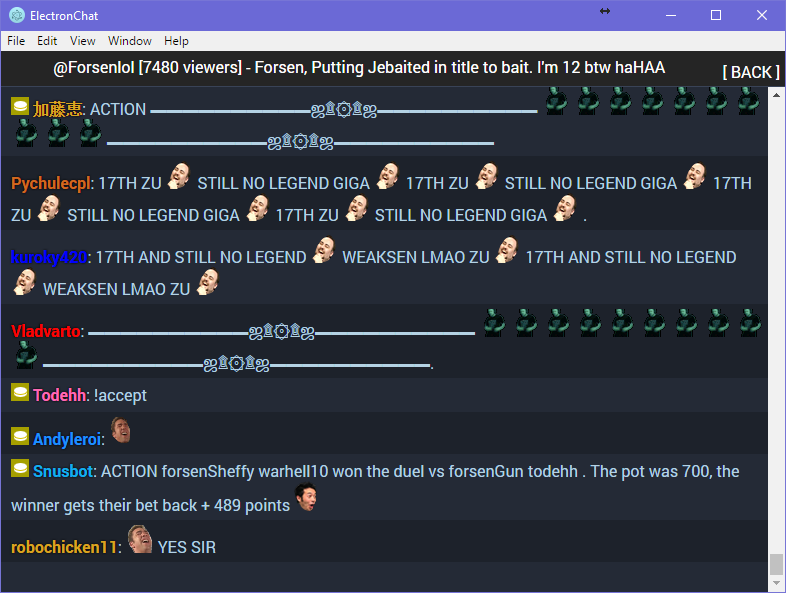 ElectronChat
File Edit View Window Help
@Forsenlol [7480 viewers] - Forsen, Putting Jebaited in title to bait. I'm 12 btw haHAA
[ BACK ]
加藤恵: ACTION ▬▬▬▬▬▬▬▬▬▬ஜ۩۞۩ஜ▬▬▬▬▬▬▬▬▬▬
▬▬▬▬▬▬▬▬▬▬ஜ۩۞۩ஜ▬▬▬▬▬▬▬▬▬▬
Pychulecpl: 17TH ZU STILL NO LEGEND GIGA 17TH ZU STILL NO LEGEND GIGA 17TH
ZU STILL NO LEGEND GIGA 17TH ZU STILL NO LEGEND GIGA .
kuroky420: 17TH AND STILL NO LEGEND WEAKSEN LMAO ZU 17TH AND STILL NO LEGEND
WEAKSEN LMAO ZU
Vladvarto: ▬▬▬▬▬▬▬▬▬▬ஜ۩۞۩ஜ▬▬▬▬▬▬▬▬▬▬
▬▬▬▬▬▬▬▬▬▬ஜ۩۞۩ஜ▬▬▬▬▬▬▬▬▬▬.
Todehh: !accept
Andyleroi:
Snusbot: ACTION forsenSheffy warhell10 won the duel vs forsenGun todehh . The pot was 700, the
winner gets their bet back + 489 points
robochicken11: YES SIR